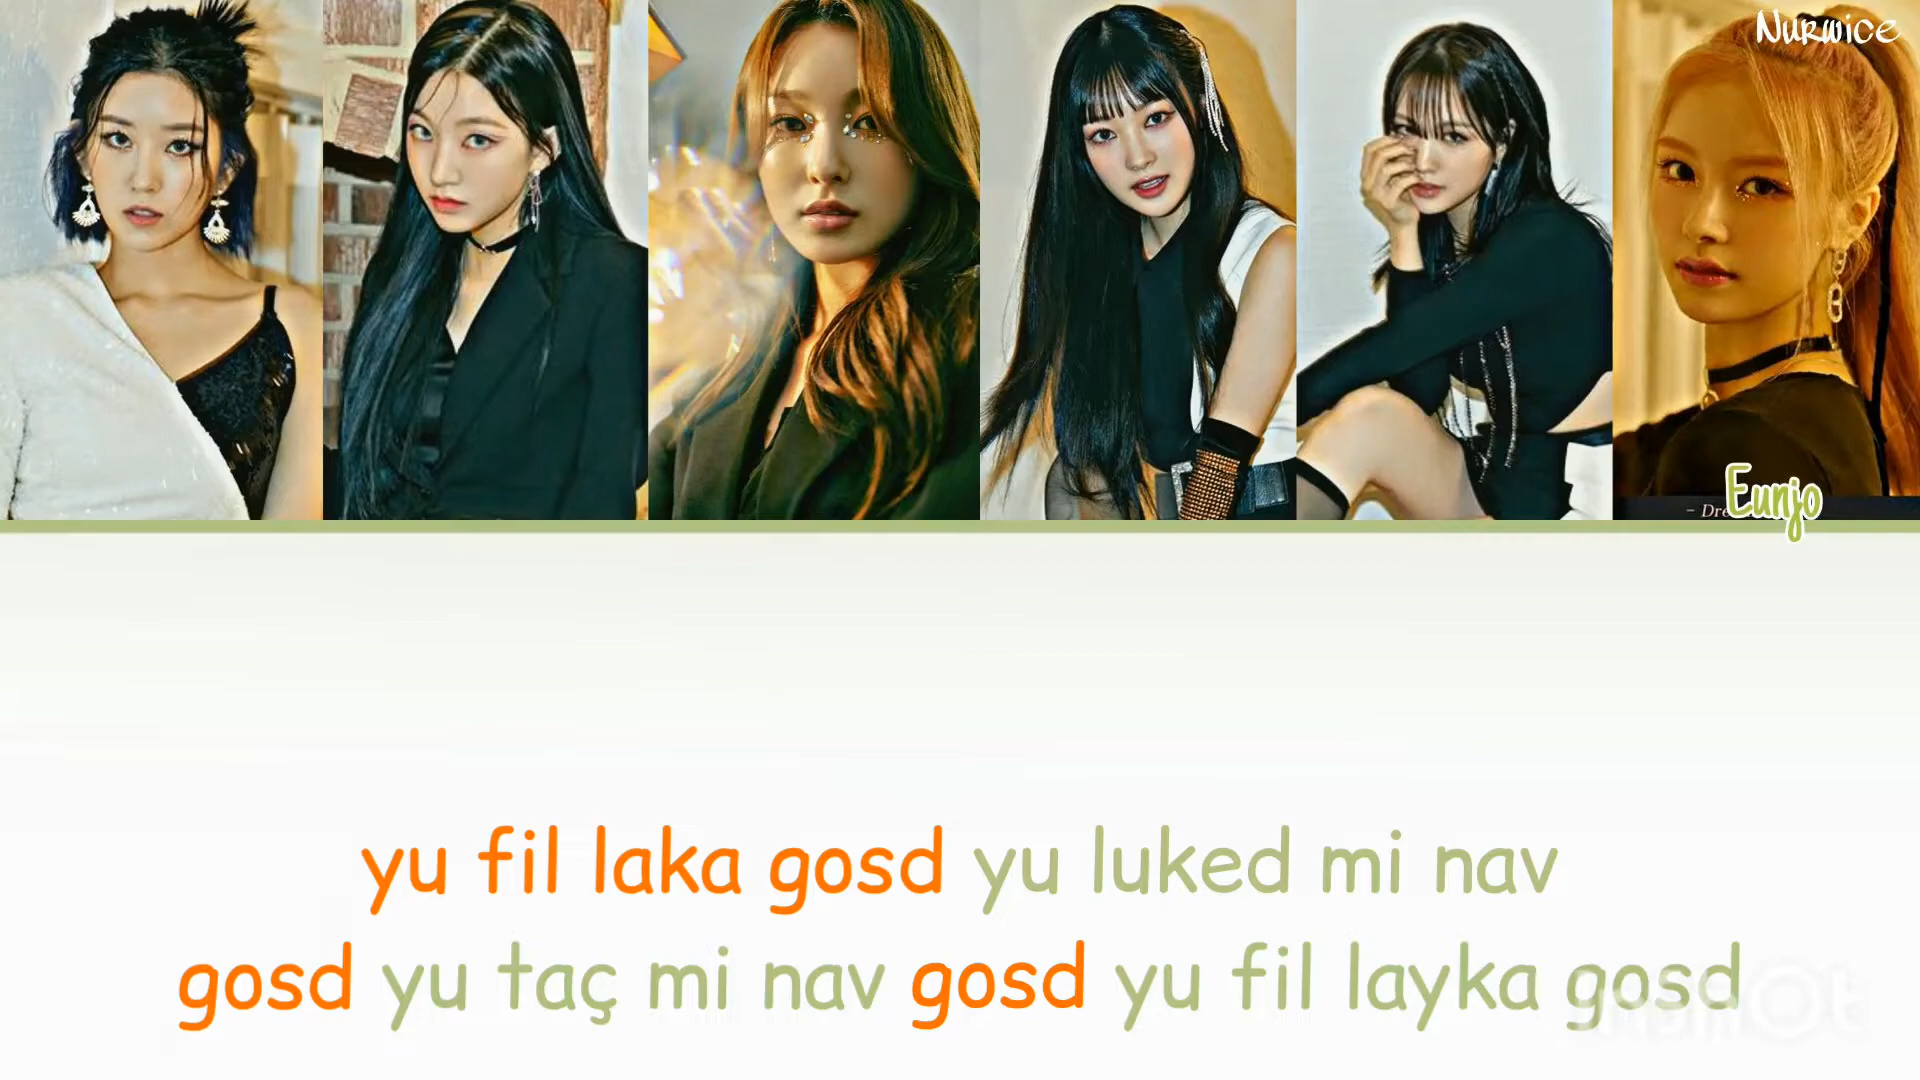 Nurwice
Eunjo
yu fil laka gosd yu luked mi nav
gosd yu taç mi nav gosd yu fil layka gosd